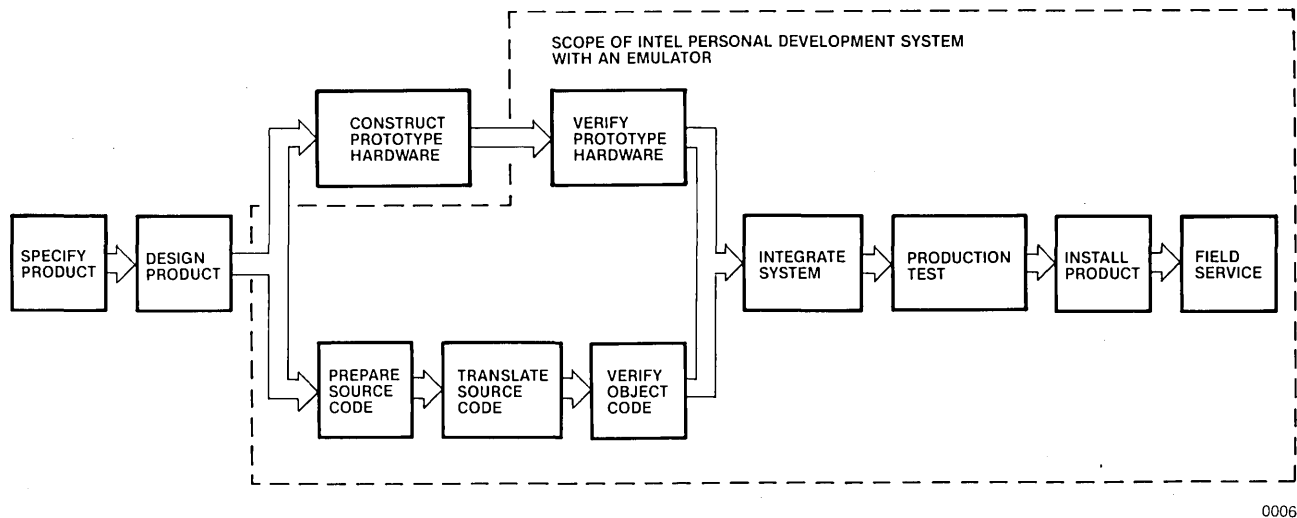 SCOPE OF INTEL PERSONAL DEVELOPMENT SYSTEM
WITH AN EMULATOR
CONSTRUCT
PROTOTYPE
HARDWARE
VERIFY
PROTOTYPE
HARDWARE
SPECIFY
PRODUCT
DESIGN
PRODUCT
INTEGRATE
SYSTEM
PRODUCTION
TEST
INSTALL
PRODUCT
FIELD
SERVICE
PREPARE
SOURCE
CODE
TRANSLATE
SOURCE
CODE
VERIFY
OBJECT
CODE
0006